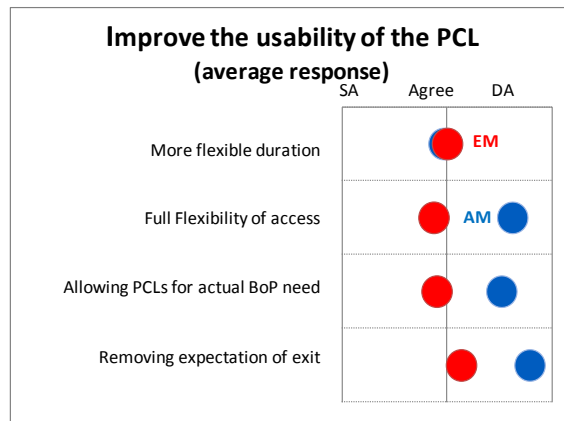 Improve the usability of the PCL
(average response)
SA Agree DA
More flexible duration EM
Full Flexibility of access AM
Allowing PCLs for actual BoP need
Removing expectation of exit